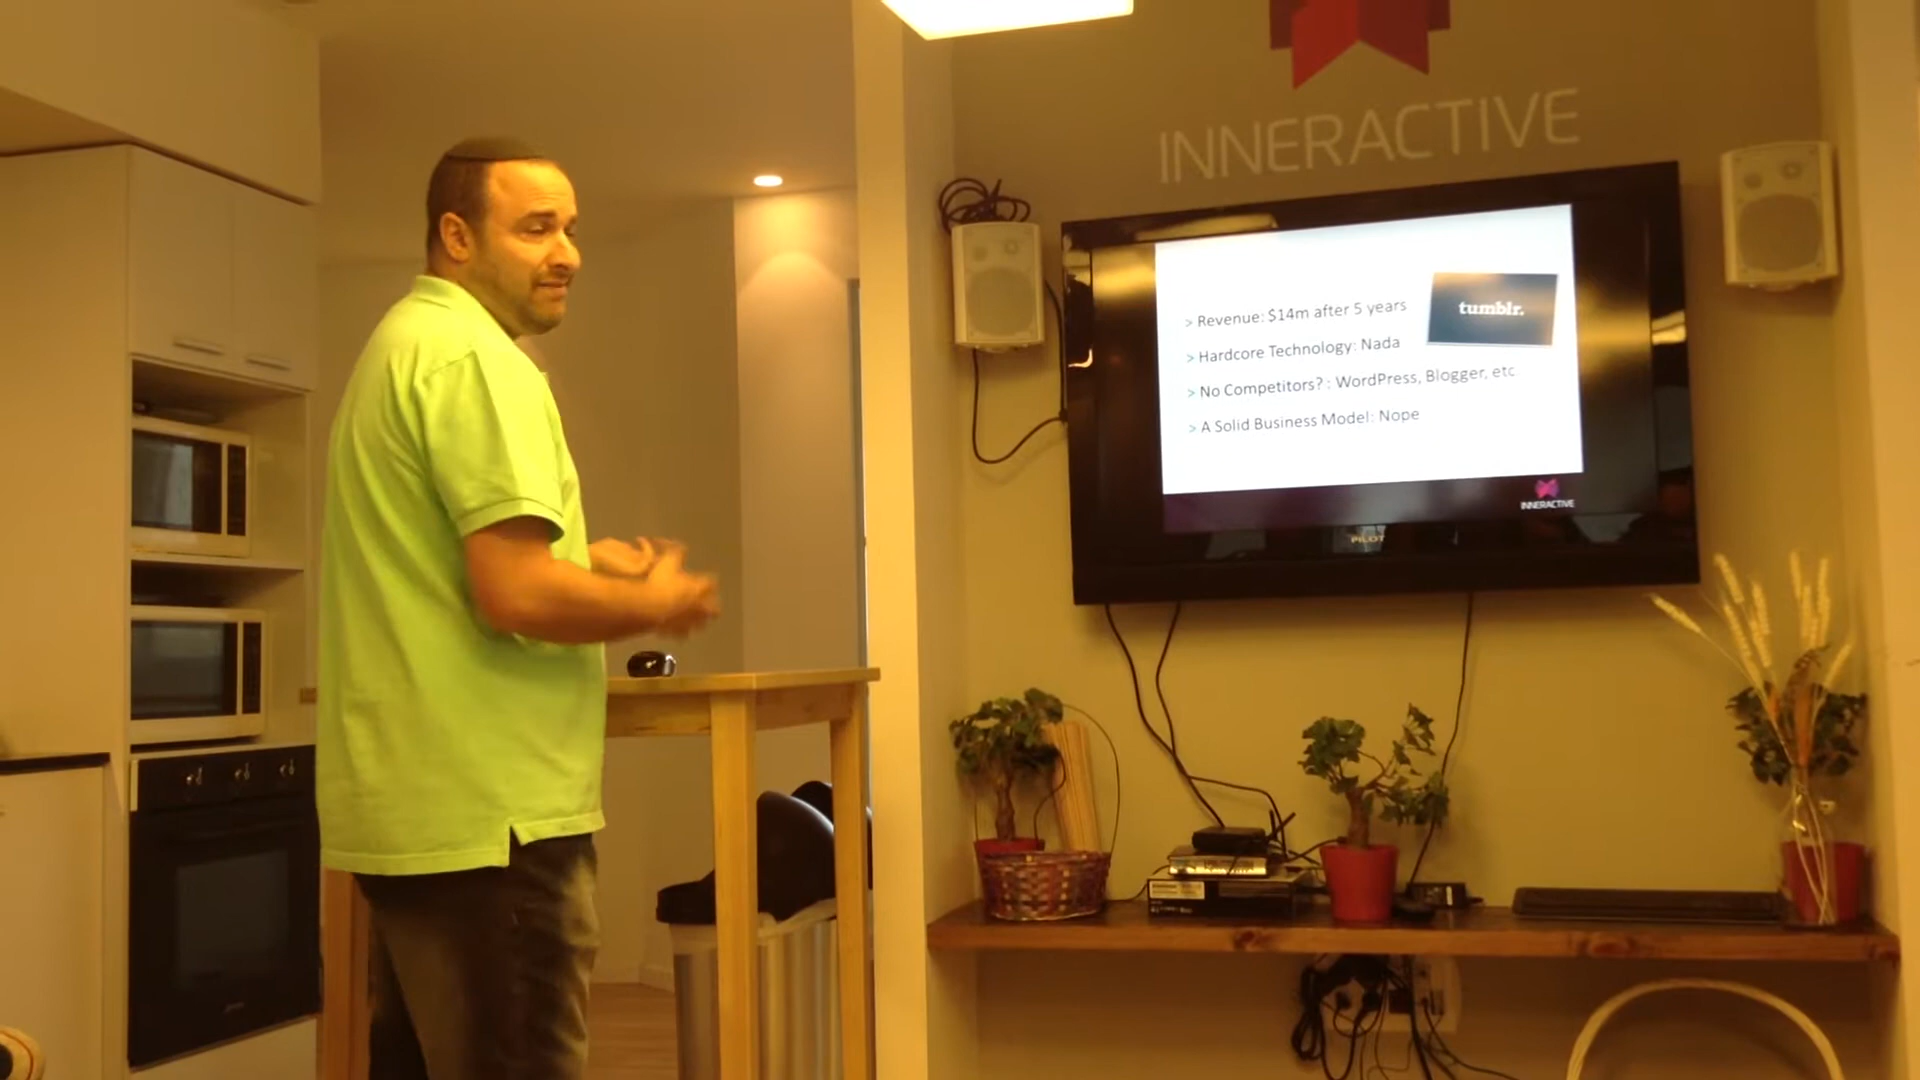 INNERACTIVE
> Revenue: $14m after 5 years
tumblr.
> Hardcore Technology: Nada
> No Competitors? : WordPress, Blogger, etc
> A Solid Business Model: Nope
INNERACTIVE
PILOT